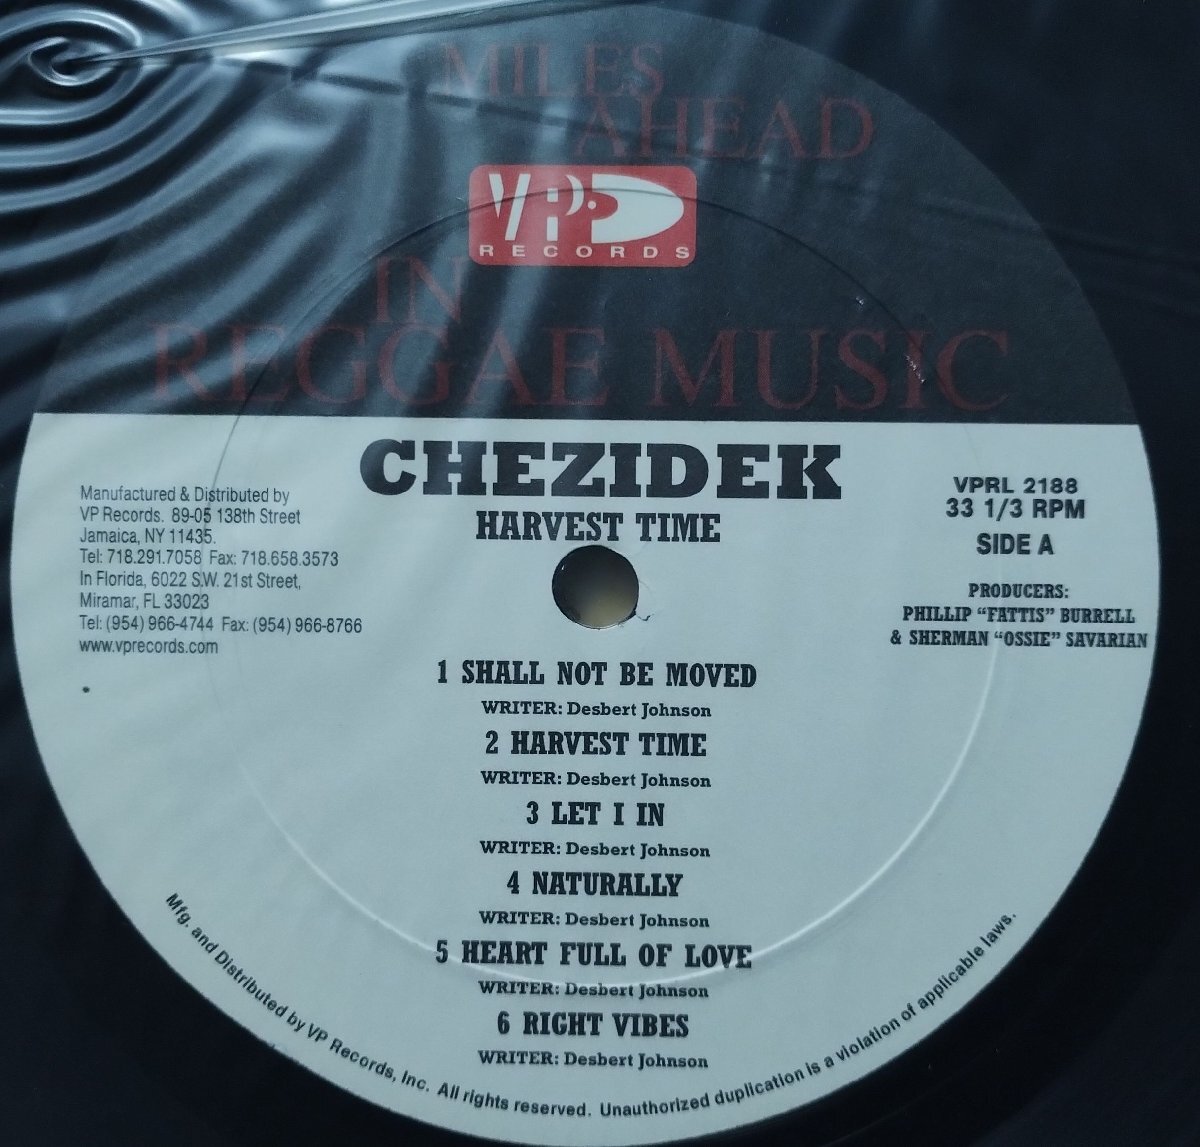 MILES
AHEAD
VP
RECORDS
IN
REGGAE MUSIC
CHEZIDEK
HARVEST TIME
Manufactured & Distributed by
VP Records. 89-05 138th Street
Jamaica, NY 11435.
Tel: 718.291.7058 Fax: 718.658.3573
In Florida, 6022 S.W. 21st Street,
Miramar, FL 33023
Tel: (954) 966-4744 Fax: (954) 966-8766
www.vprecords.com
VPRL 2188
33 1/3 RPM
SIDE A
PRODUCERS:
PHILLIP "FATTIS" BURRELL
& SHERMAN "OSSIE" SAVARIAN
1 SHALL NOT BE MOVED
WRITER: Desbert Johnson
2 HARVEST TIME
WRITER: Desbert Johnson
3 LET I IN
WRITER: Desbert Johnson
4 NATURALLY
WRITER: Desbert Johnson
5 HEART FULL OF LOVE
WRITER: Desbert Johnson
6 RIGHT VIBES
WRITER: Desbert Johnson
Mfg. and Distributed by VP Records, Inc. All rights reserved. Unauthorized duplication is a violation of applicable laws.